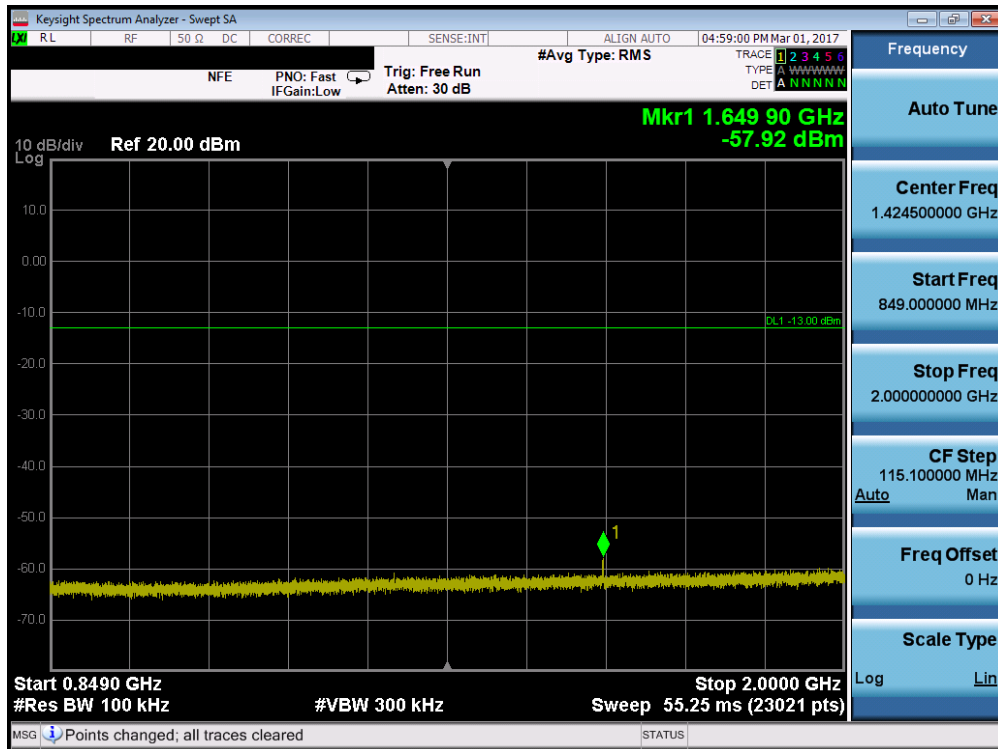 Keysight Spectrum Analyzer - Swept SA
LXI RL RF 50 Ω DC CORREC SENSE:INT ALIGN AUTO 04:59:00 PM Mar 01, 2017
NFE PNO: Fast Trig: Free Run #Avg Type: RMS TRACE 1 2 3 4 5 6
IFGain:Low Atten: 30 dB TYPE A WWWWW
DET A N N N N N
Mkr1 1.649 90 GHz
-57.92 dBm
10 dB/div Ref 20.00 dBm
Log
10.0
0.00
-10.0
DL1 -13.00 dBm
-20.0
-30.0
-40.0
-50.0
1
-60.0
-70.0
Start 0.8490 GHz Stop 2.0000 GHz
#Res BW 100 kHz #VBW 300 kHz Sweep 55.25 ms (23021 pts)
MSG Points changed; all traces cleared STATUS
Frequency
Auto Tune
Center Freq
1.424500000 GHz
Start Freq
849.000000 MHz
Stop Freq
2.000000000 GHz
CF Step
115.100000 MHz
Auto Man
Freq Offset
0 Hz
Scale Type
Log Lin